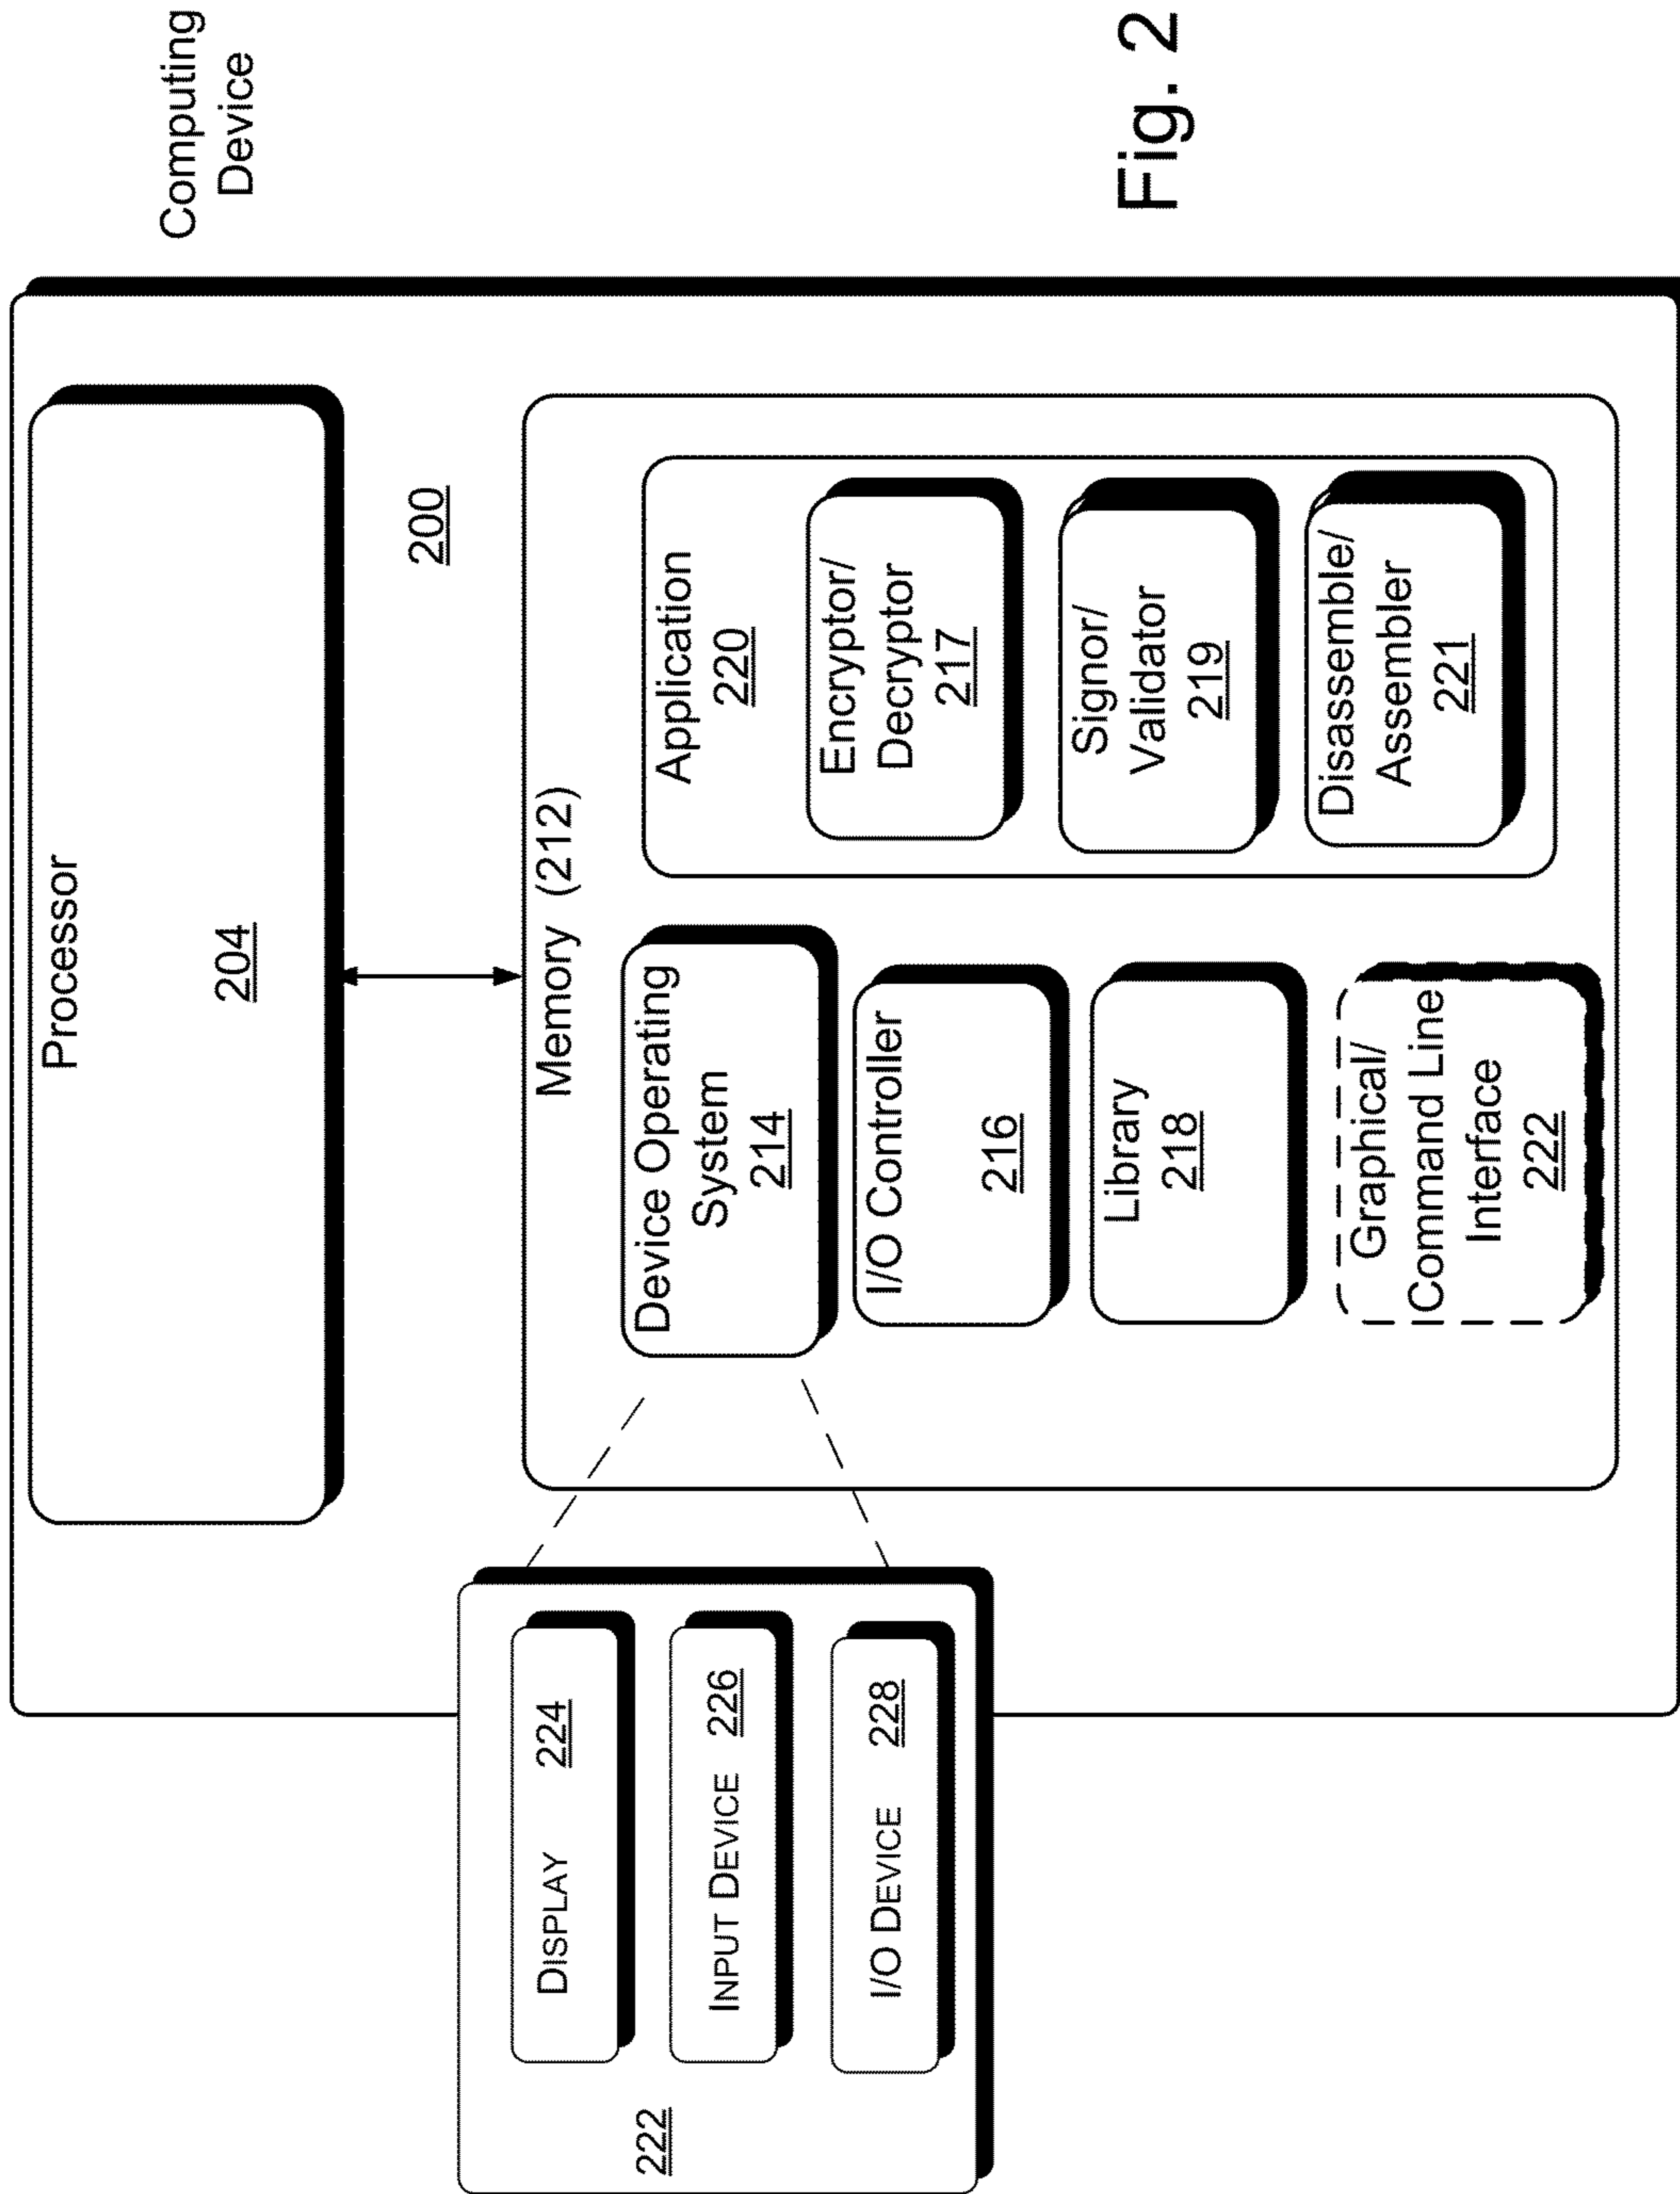 Computing
Device
Processor
204
200
Memory (212)
Device Operating
System
214
I/O Controller
216
Library
218
Graphical/
Command Line
Interface
222
Application
220
Encryptor/
Decryptor
217
Signor/
Validator
219
Disassemble/
Assembler
221
222
DISPLAY 224
INPUT DEVICE 226
I/O DEVICE 228
Fig. 2